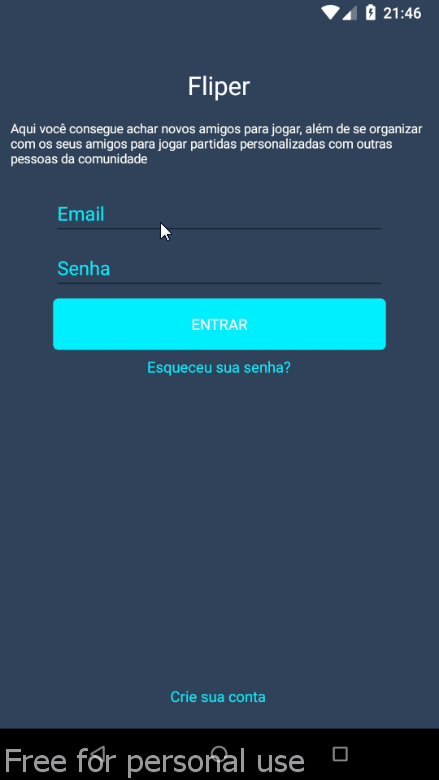 21:46
Fliper
Aqui você consegue achar novos amigos para jogar, além de se organizar
com os seus amigos para jogar partidas personalizadas com outras
pessoas da comunidade
Email
Senha
ENTRAR
Esqueceu sua senha?
Crie sua conta
Free for personal use